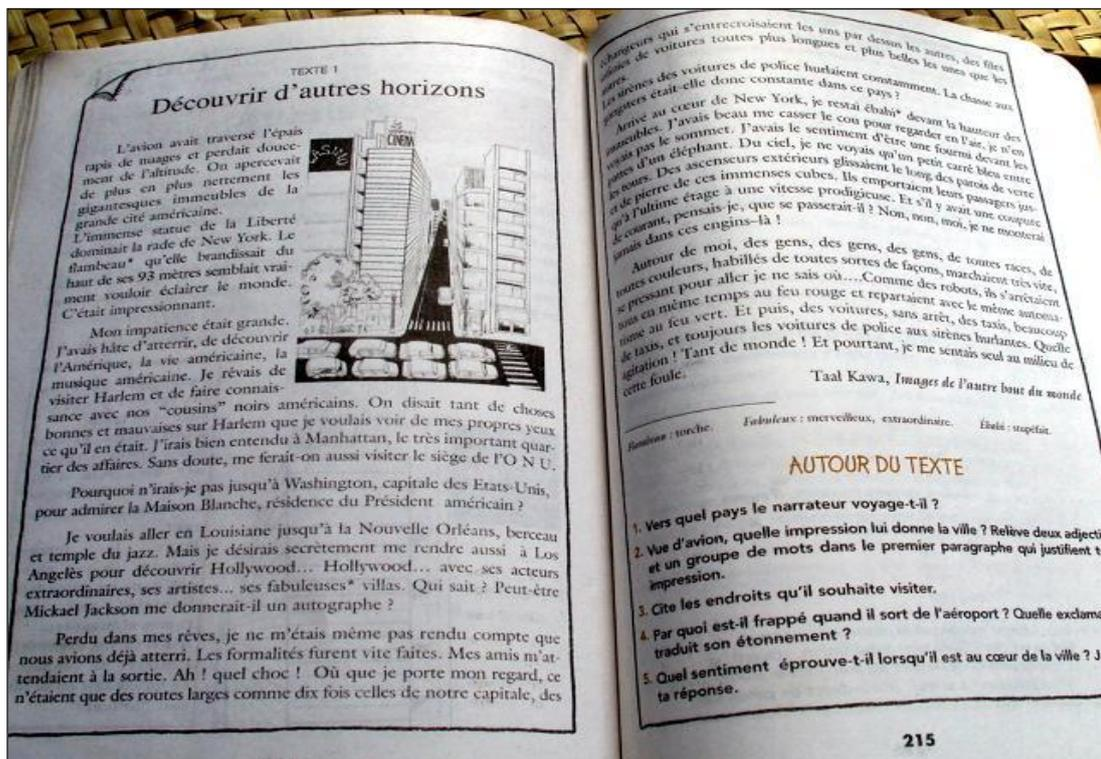 TEXTE 1
Découvrir d'autres horizons
L'avion avait traversé l'épais
tapis de nuages et perdait douce-
ment de l'altitude. On apercevait
de plus en plus nettement les
gigantesques immeubles de la
grande cité américaine.
L'immense statue de la Liberté
dominait la rade de New York. Le
flambeau* qu'elle brandissait du
haut de ses 93 mètres semblait vrai-
ment vouloir éclairer le monde.
C'était impressionnant.
Mon impatience était grande.
J'avais hâte d'atterrir, de découvrir
l'Amérique, la vie américaine, la
musique américaine. Je rêvais de
visiter Harlem et de faire connais-
sance avec nos "cousins" noirs américains. On disait tant de choses
bonnes et mauvaises sur Harlem que je voulais voir de mes propres yeux
ce qu'il en était. J'irais bien entendu à Manhattan, le très important quar-
tier des affaires. Sans doute, me ferait-on aussi visiter le siège de l'O N U.
Pourquoi n'irais-je pas jusqu'à Washington, capitale des Etats-Unis,
pour admirer la Maison Blanche, résidence du Président américain ?
Je voulais aller en Louisiane jusqu'à la Nouvelle Orléans, berceau
et temple du jazz. Mais je désirais secrètement me rendre aussi à Los
Angelès pour découvrir Hollywood... Hollywood... avec ses acteurs
extraordinaires, ses artistes... ses fabuleuses* villas. Qui sait ? Peut-être
Mickael Jackson me donnerait-il un autographe ?
Perdu dans mes rêves, je ne m'étais même pas rendu compte que
nous avions déjà atterri. Les formalités furent vite faites. Mes amis m'at-
tendaient à la sortie. Ah ! quel choc ! Où que je porte mon regard, ce
n'étaient que des routes larges comme dix fois celles de notre capitale, des
CINEMA
échangeurs qui s'entrecroisaient les uns par dessus les autres, des files
infinies de voitures toutes plus longues et plus belles les unes que les
autres.
Les sirènes des voitures de police hurlaient constamment. La chasse aux
gangsters était-elle donc constante dans ce pays ?
Arrivé au cœur de New York, je restai ébahi* devant la hauteur des
immeubles. J'avais beau me casser le cou pour regarder en l'air, je n'en
voyais pas le sommet. J'avais le sentiment d'être une fourmi devant les
pattes d'un éléphant. Du ciel, je ne voyais qu'un petit carré bleu entre
les tours. Des ascenseurs extérieurs glissaient le long des parois de verre
et de pierre de ces immenses cubes. Ils emportaient leurs passagers jus-
qu'à l'ultime étage à une vitesse prodigieuse. Et s'il y avait une coupure
de courant, pensais-je, que se passerait-il ? Non, non, moi, je ne monterai
jamais dans ces engins-là !
Autour de moi, des gens, des gens, des gens, de toutes races, de
toutes couleurs, habillés de toutes sortes de façons, marchaient très vite,
se pressant pour aller je ne sais où....Comme des robots, ils s'arrêtaient
tous en même temps au feu rouge et repartaient avec le même automa-
tisme au feu vert. Et puis, des voitures, sans arrêt, des taxis, beaucoup
de taxis, et toujours les voitures de police aux sirènes hurlantes. Quelle
agitation ! Tant de monde ! Et pourtant, je me sentais seul au milieu de
cette foule.
Taal Kawa, Images de l'autre bout du monde
Flambeau : torche. Fabuleux : merveilleux, extraordinaire. Ébahi : stupéfait.
AUTOUR DU TEXTE
1. Vers quel pays le narrateur voyage-t-il ?
2. Vue d'avion, quelle impression lui donne la ville ? Relève deux adjecti
et un groupe de mots dans le premier paragraphe qui justifient t
impression.
3. Cite les endroits qu'il souhaite visiter.
4. Par quoi est-il frappé quand il sort de l'aéroport ? Quelle exclama
traduit son étonnement ?
5. Quel sentiment éprouve-t-il lorsqu'il est au cœur de la ville ? J
ta réponse.
215